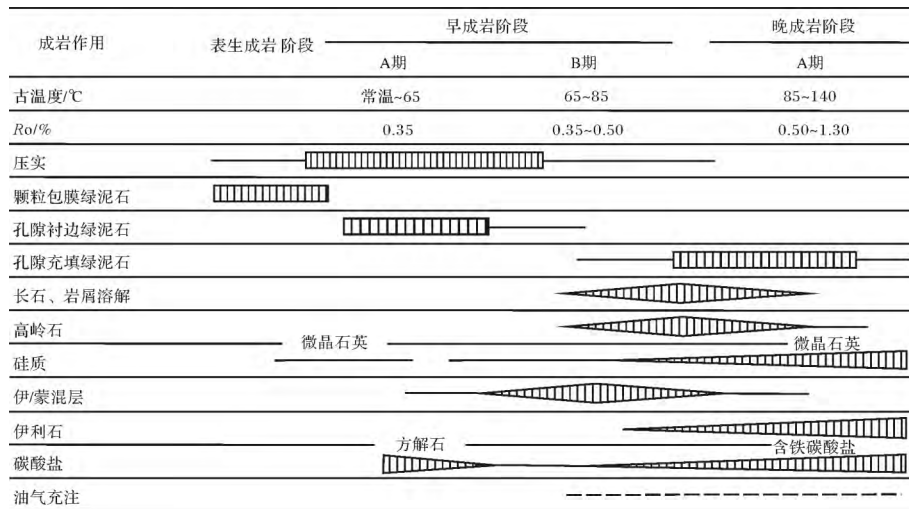 成岩作用 表生成岩阶段 早成岩阶段 晚成岩阶段
A期 B期 A期
古温度/℃ 常温~65 65~85 85~140
Ro/% 0.35 0.35~0.50 0.50~1.30
压实
颗粒包膜绿泥石
孔隙衬边绿泥石
孔隙充填绿泥石
长石、岩屑溶解
高岭石
微晶石英 微晶石英
硅质
伊/蒙混层
伊利石
方解石 含铁碳酸盐
碳酸盐
油气充注